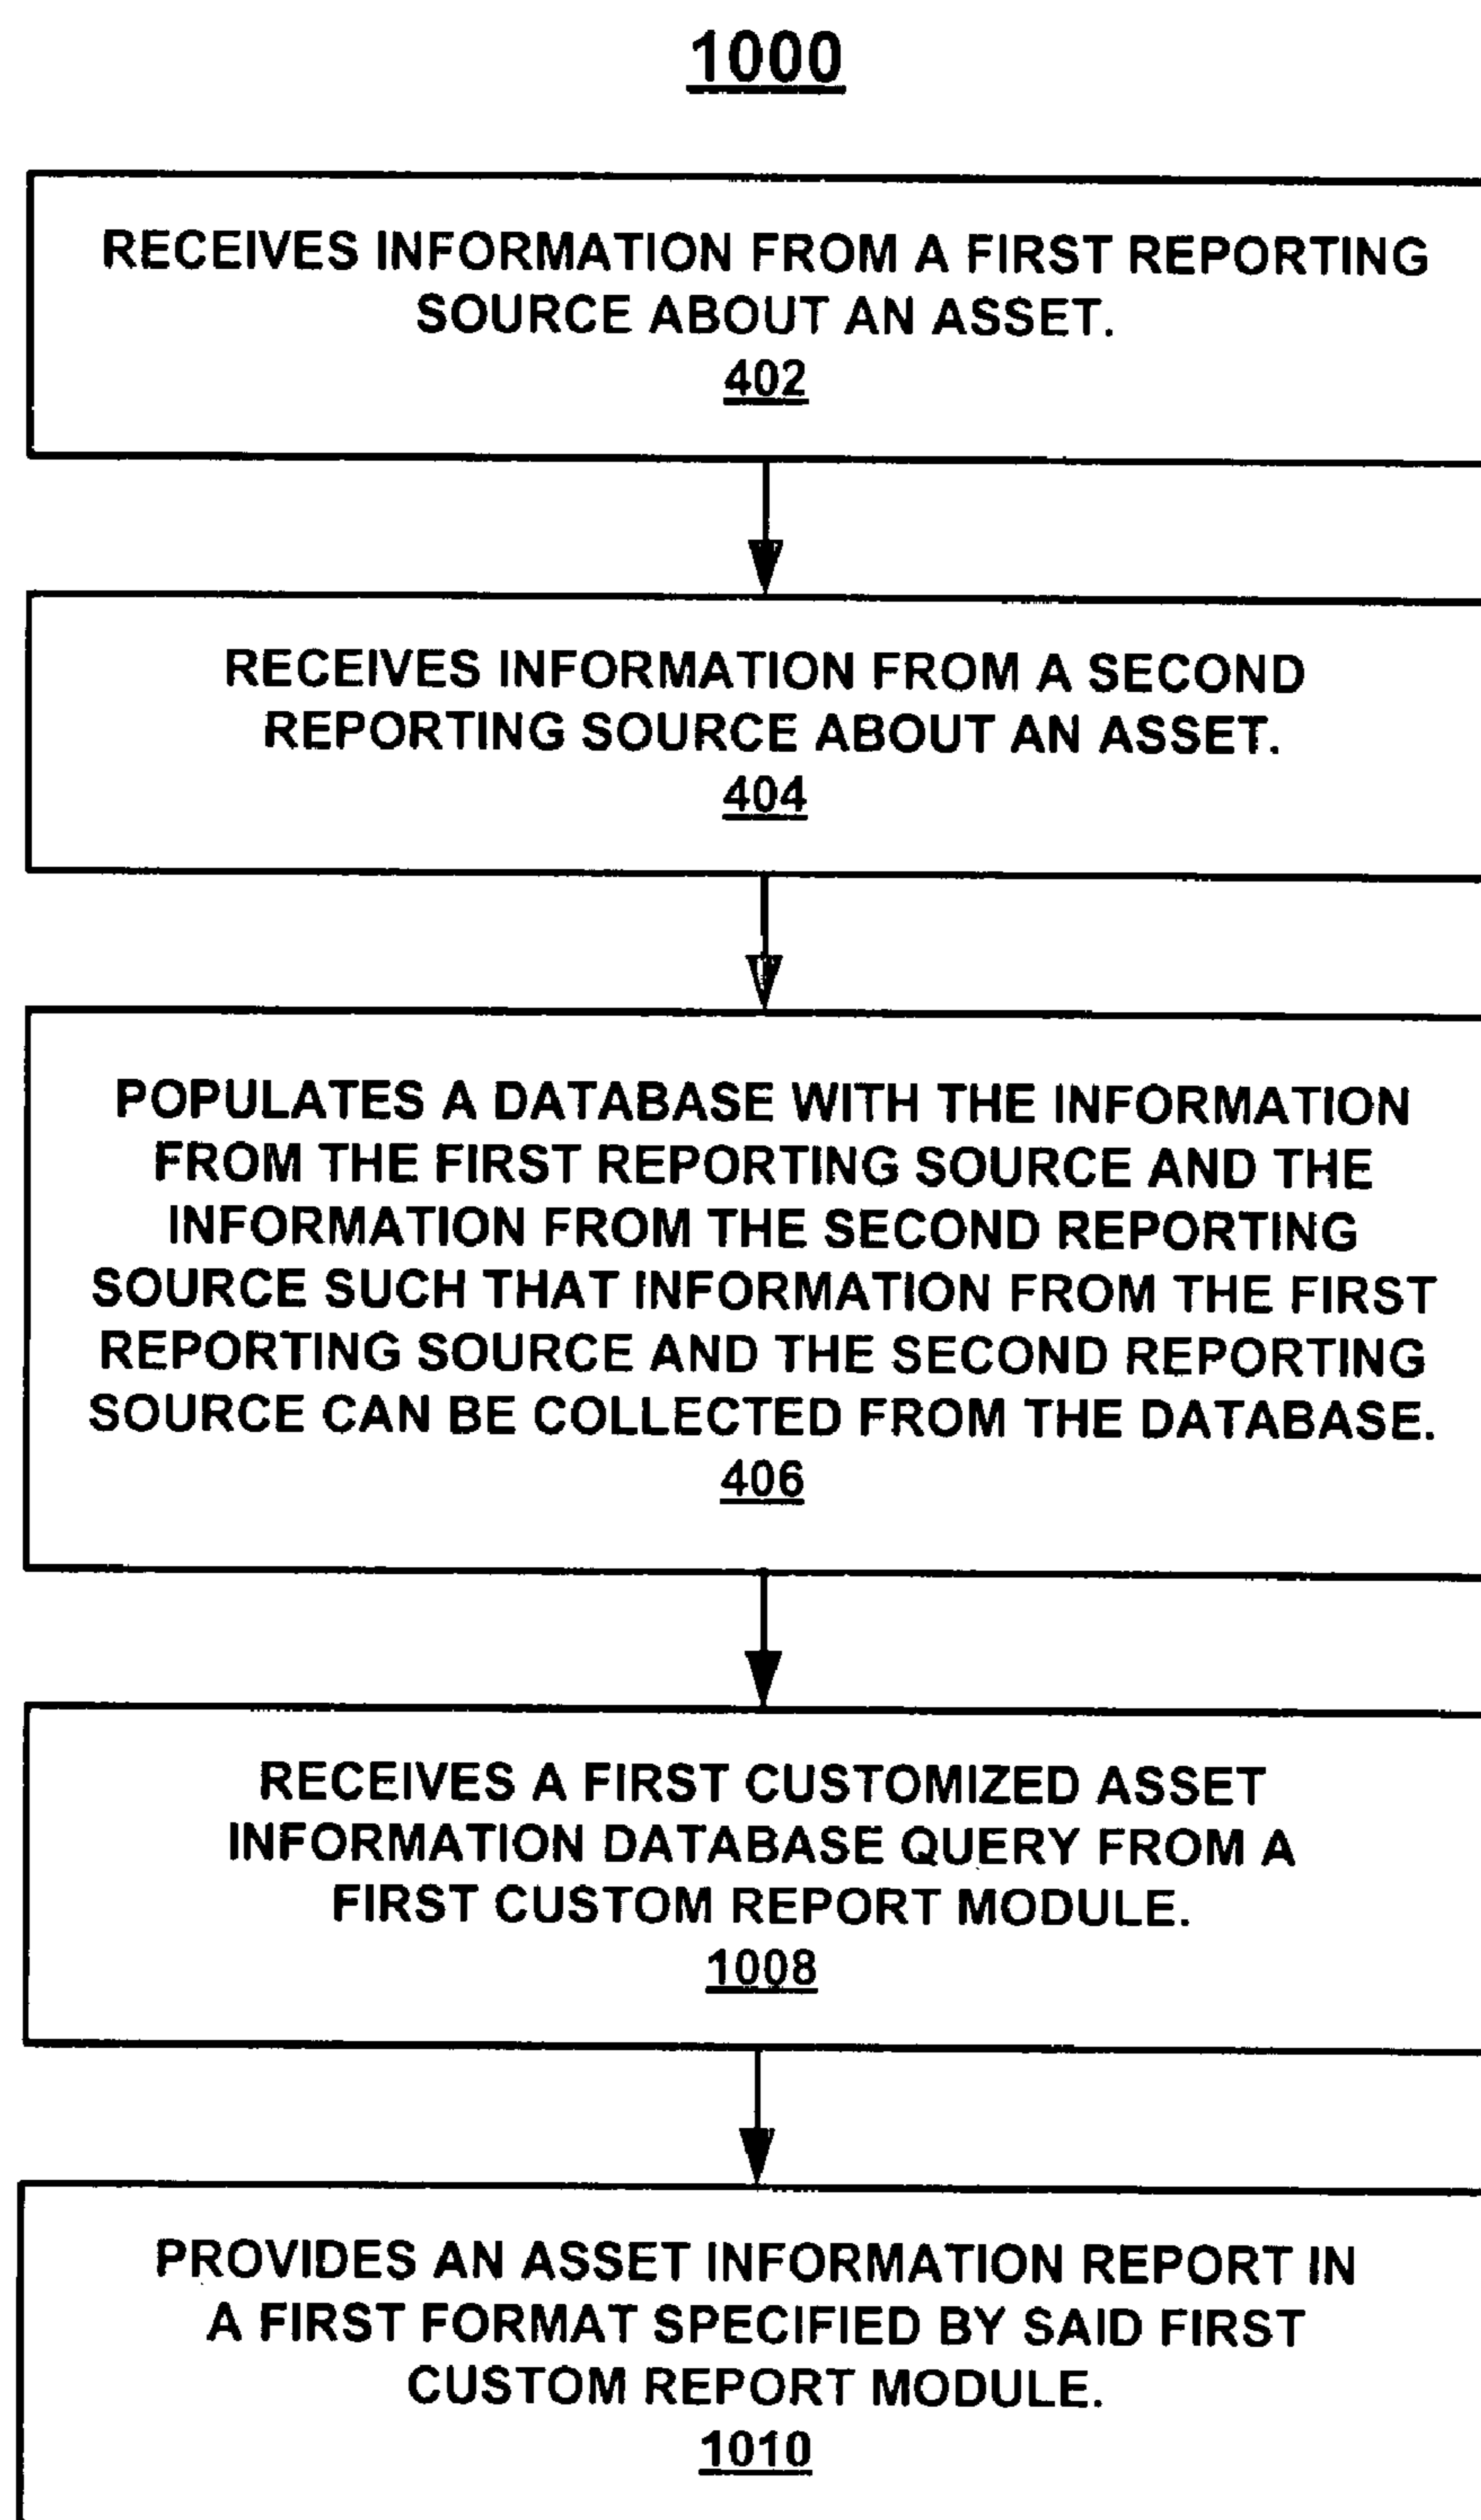 1000
RECEIVES INFORMATION FROM A FIRST REPORTING
SOURCE ABOUT AN ASSET.
402
RECEIVES INFORMATION FROM A SECOND
REPORTING SOURCE ABOUT AN ASSET.
404
POPULATES A DATABASE WITH THE INFORMATION
FROM THE FIRST REPORTING SOURCE AND THE
INFORMATION FROM THE SECOND REPORTING
SOURCE SUCH THAT INFORMATION FROM THE FIRST
REPORTING SOURCE AND THE SECOND REPORTING
SOURCE CAN BE COLLECTED FROM THE DATABASE.
406
RECEIVES A FIRST CUSTOMIZED ASSET
INFORMATION DATABASE QUERY FROM A
FIRST CUSTOM REPORT MODULE.
1008
PROVIDES AN ASSET INFORMATION REPORT IN
A FIRST FORMAT SPECIFIED BY SAID FIRST
CUSTOM REPORT MODULE.
1010